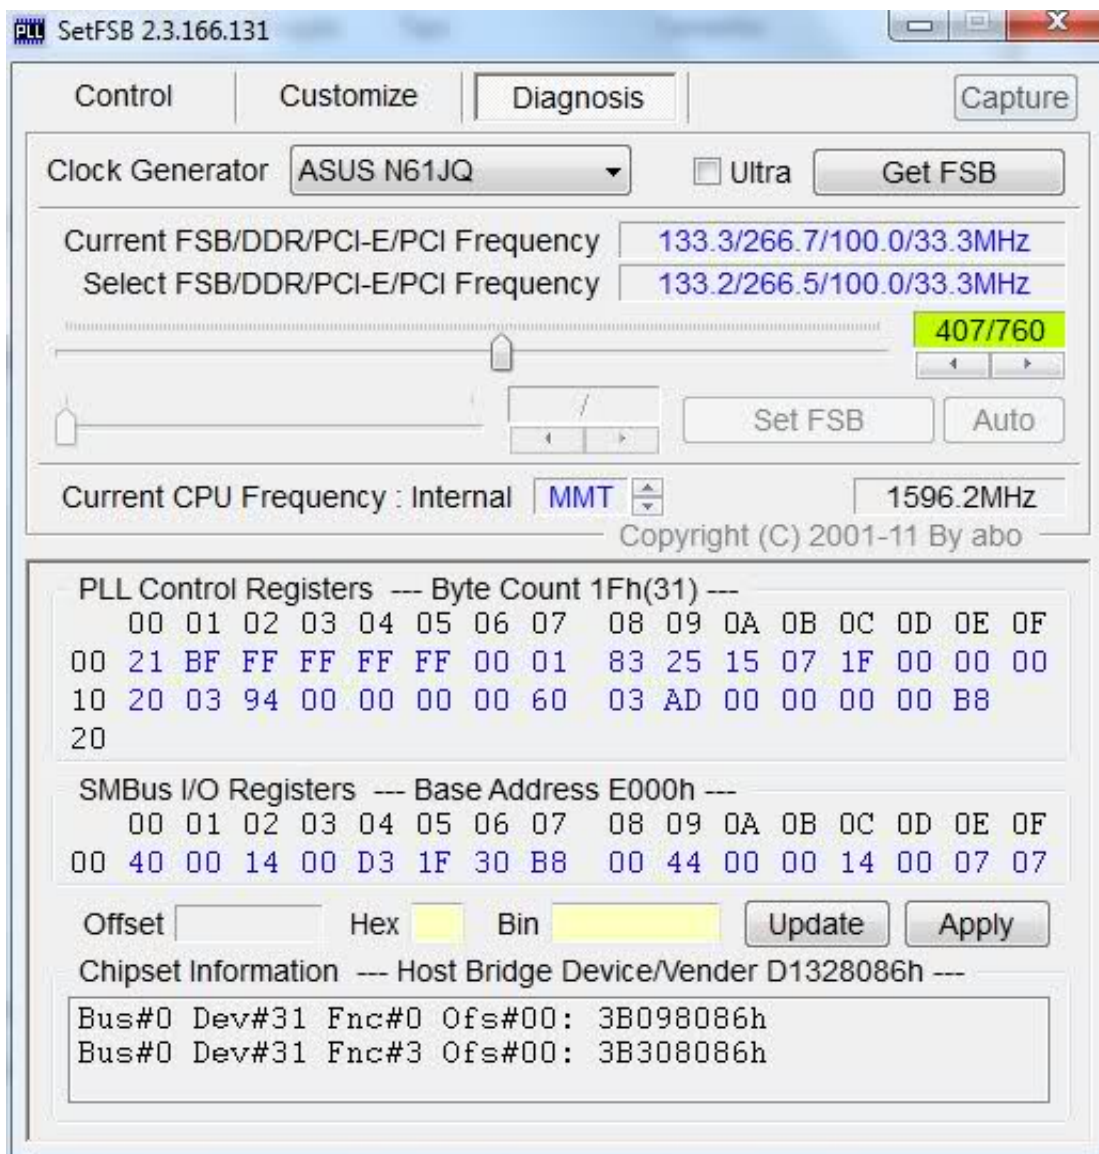 PLL SetFSB 2.3.166.131
Control Customize Diagnosis Capture
Clock Generator ASUS N61JQ Ultra Get FSB
Current FSB/DDR/PCI-E/PCI Frequency 133.3/266.7/100.0/33.3MHz
Select FSB/DDR/PCI-E/PCI Frequency 133.2/266.5/100.0/33.3MHz
407/760
/ Set FSB Auto
Current CPU Frequency : Internal MMT 1596.2MHz
Copyright (C) 2001-11 By abo
PLL Control Registers --- Byte Count 1Fh(31) ---
00 01 02 03 04 05 06 07 08 09 0A 0B 0C 0D 0E 0F
00 21 BF FF FF FF FF 00 01 83 25 15 07 1F 00 00 00
10 20 03 94 00 00 00 00 60 03 AD 00 00 00 00 B8
20
SMBus I/O Registers --- Base Address E000h ---
00 01 02 03 04 05 06 07 08 09 0A 0B 0C 0D 0E 0F
00 40 00 14 00 D3 1F 30 B8 00 44 00 00 14 00 07 07
Offset Hex Bin Update Apply
Chipset Information --- Host Bridge Device/Vender D1328086h ---
Bus#0 Dev#31 Fnc#0 Ofs#00: 3B098086h
Bus#0 Dev#31 Fnc#3 Ofs#00: 3B308086h